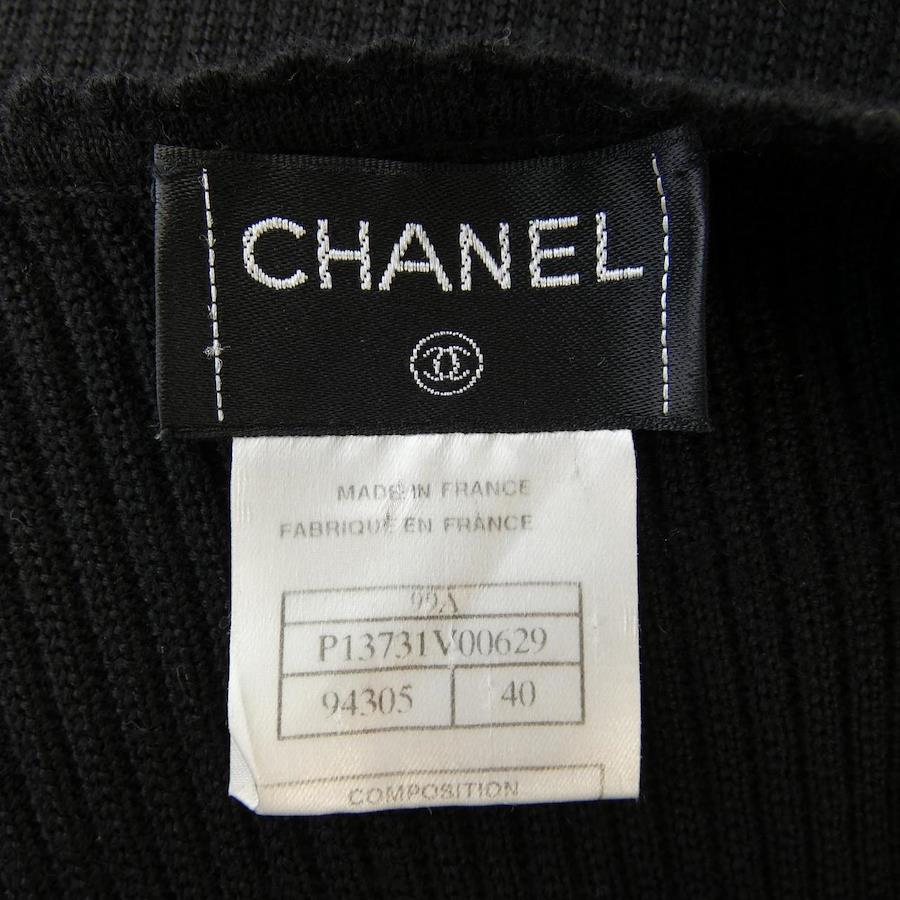 CHANEL
MADE IN FRANCE
FABRIQUÉ EN FRANCE
99A
P13731V00629
94305 40
COMPOSITION